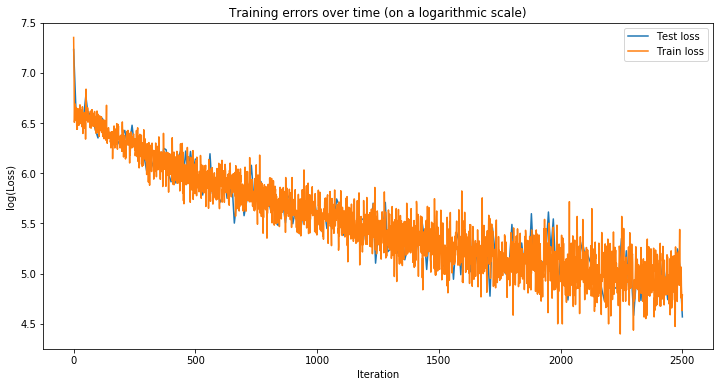 Training errors over time (on a logarithmic scale)
Test loss
Train loss
7.5
7.0
6.5
6.0
5.5
5.0
4.5
log(Loss)
0
500
1000
1500
2000
2500
Iteration